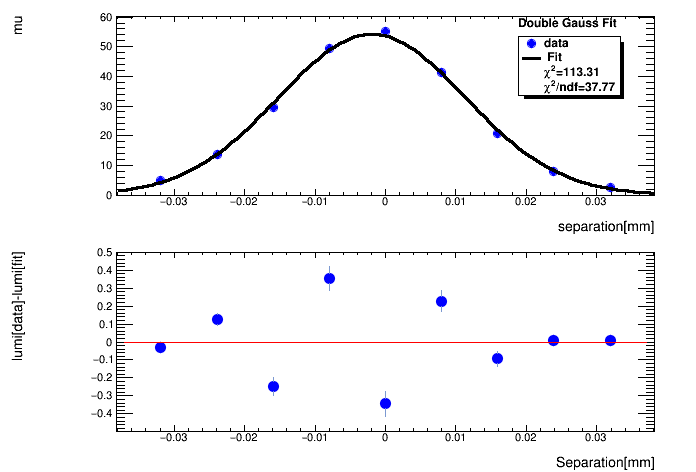 Double Gauss Fit
data
Fit
χ²=113.31
χ²/ndf=37.77
mu
60
50
40
30
20
10
0
−0.03 −0.02 −0.01 0 0.01 0.02 0.03
separation[mm]
lumi[data]-lumi[fit]
0.5
0.4
0.3
0.2
0.1
0
−0.1
−0.2
−0.3
−0.4
−0.03 −0.02 −0.01 0 0.01 0.02 0.03
Separation[mm]